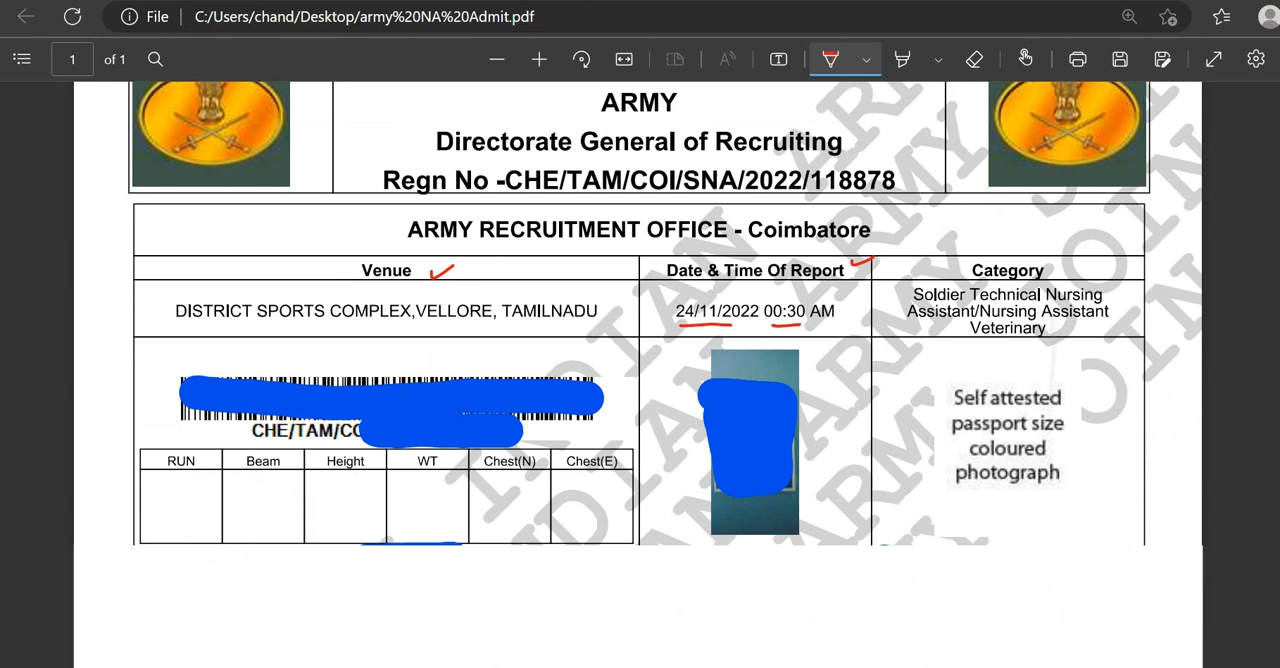 File
C:/Users/chand/Desktop/army%20NA%20Admit.pdf
1
of 1
ARMY
Directorate General of Recruiting
Regn No -CHE/TAM/COI/SNA/2022/118878
ARMY RECRUITMENT OFFICE - Coimbatore
Venue
Date & Time Of Report
Category
DISTRICT SPORTS COMPLEX,VELLORE, TAMILNADU
24/11/2022 00:30 AM
Soldier Technical Nursing
Assistant/Nursing Assistant
Veterinary
CHE/TAM/CO
Self attested
passport size
coloured
photograph
RUN
Beam
Height
WT
Chest(N)
Chest(E)
JOIN INDIAN ARMY